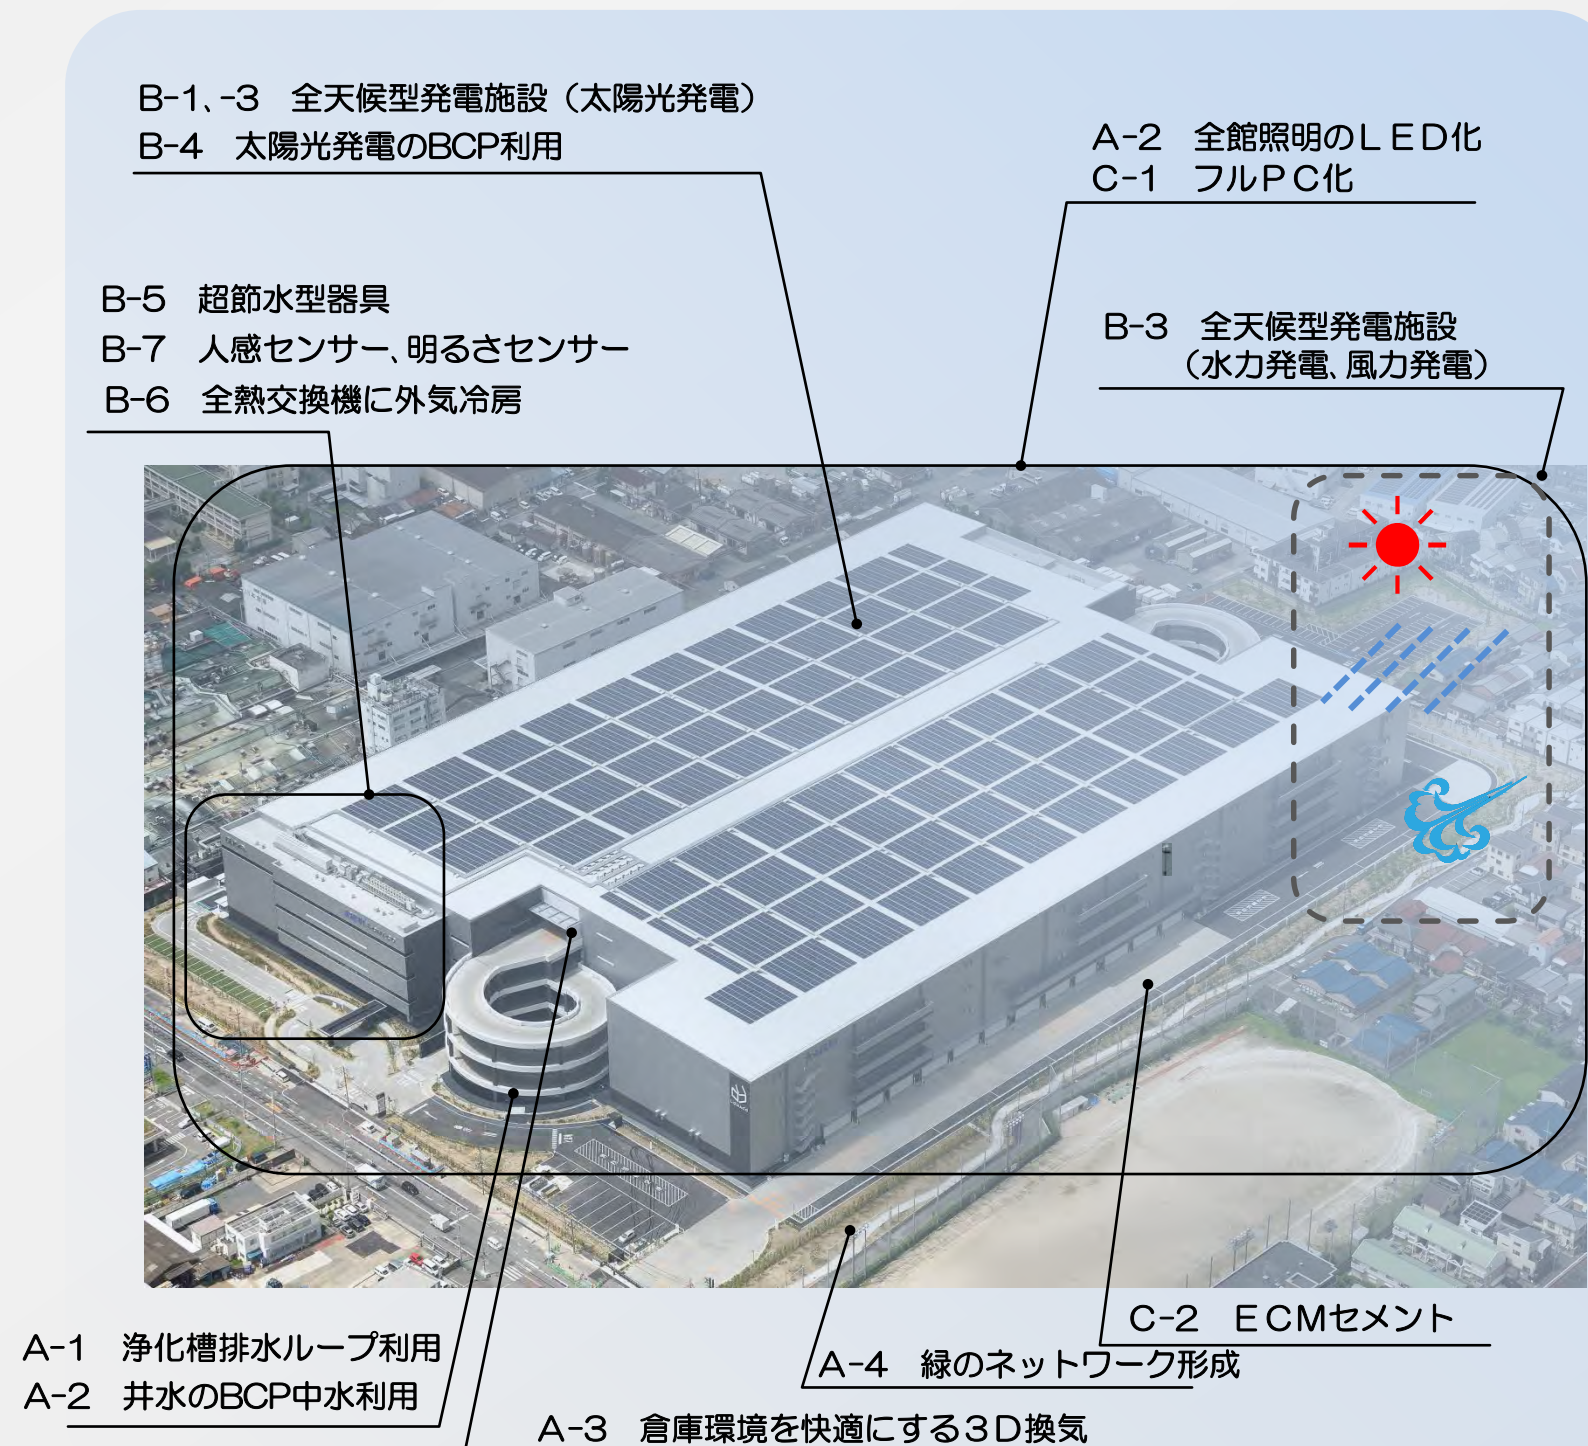 B-1、-3　全天候型発電施設（太陽光発電）
B-4　太陽光発電のBCP利用
A-2　全館照明のＬＥＤ化
C-1　フルＰＣ化
B-5　超節水型器具
B-7　人感センサー、明るさセンサー
B-6　全熱交換機に外気冷房
B-3　全天候型発電施設
（水力発電、風力発電）
C-2　ＥＣＭセメント
A-1　浄化槽排水ループ利用
A-4　緑のネットワーク形成
A-2　井水のBCP中水利用
A-3　倉庫環境を快適にする３Ｄ換気